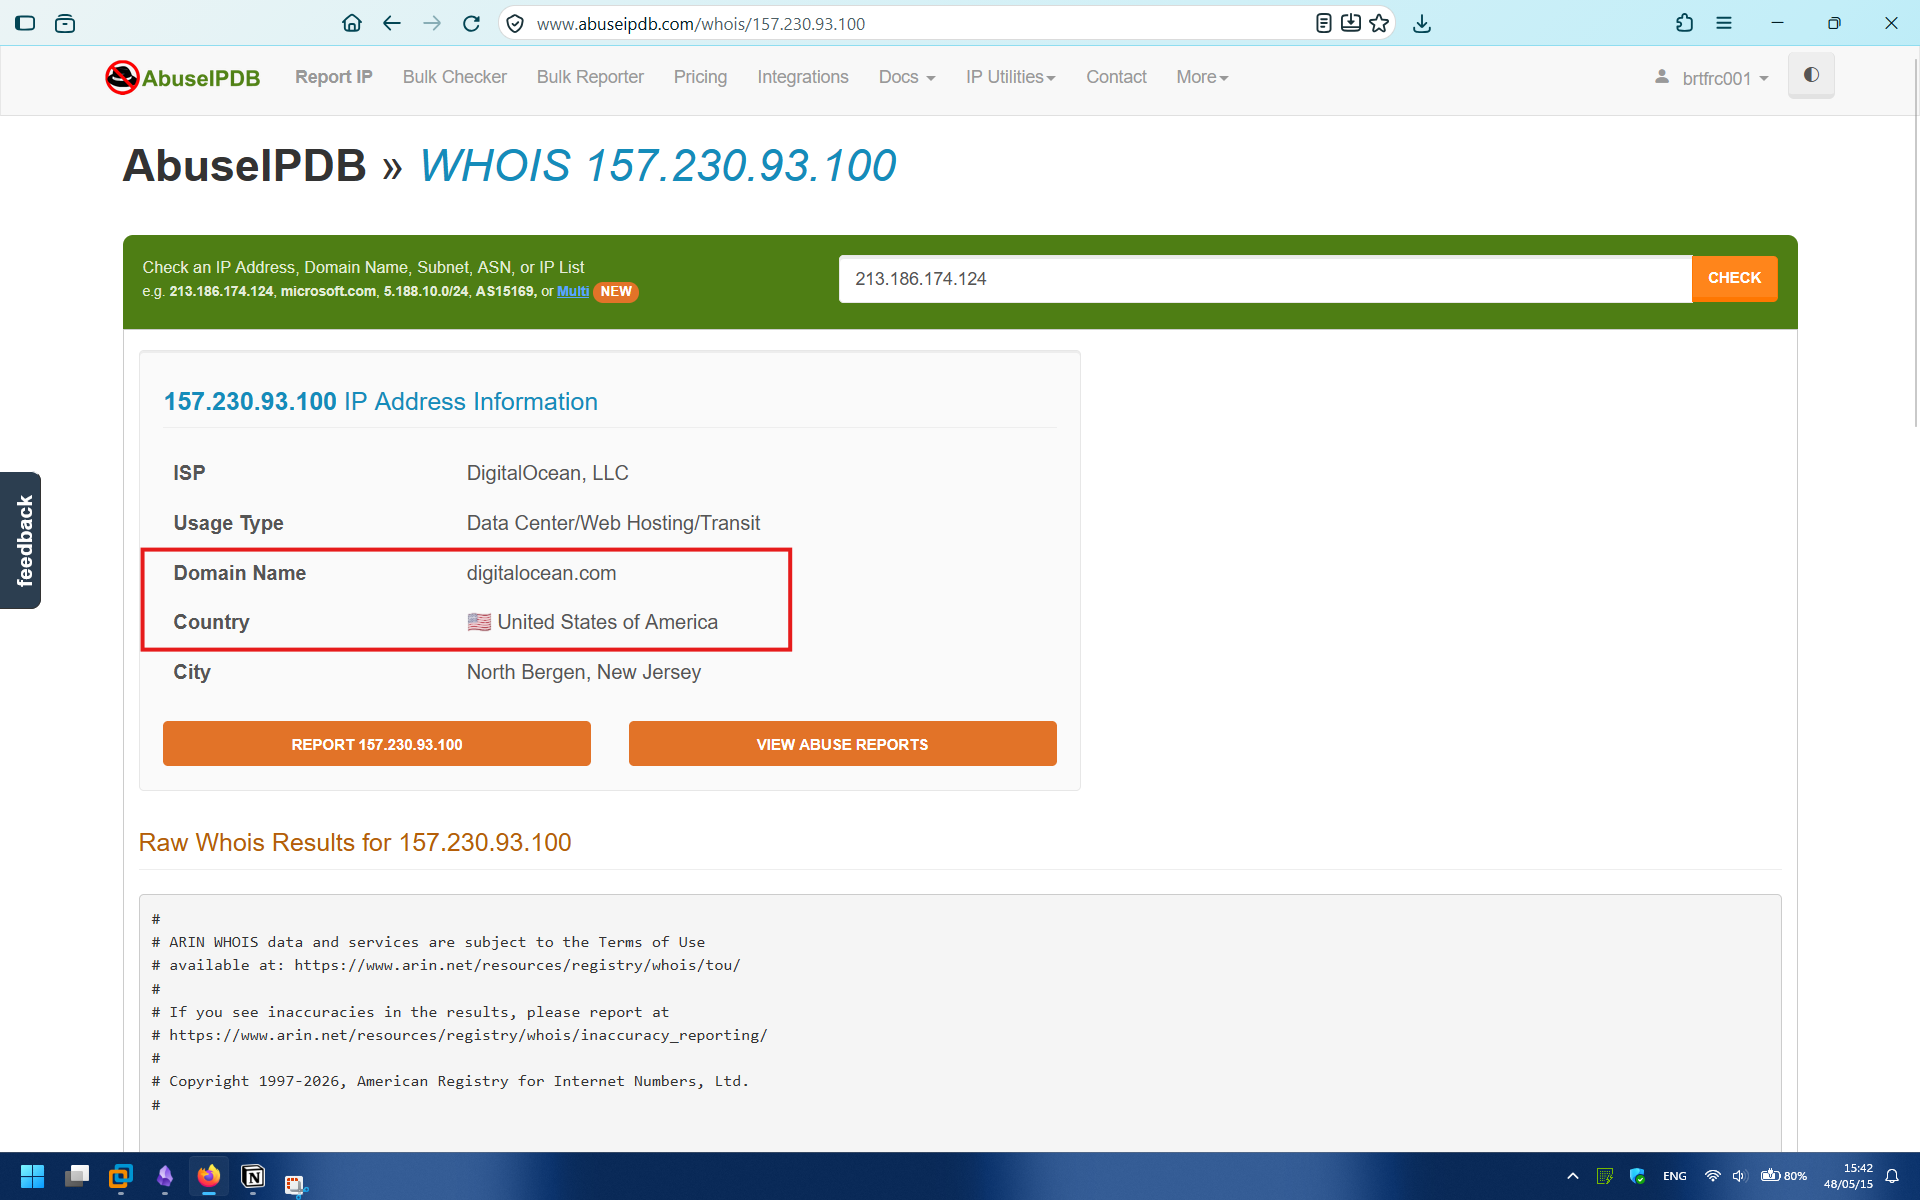 www.abuseipdb.com/whois/157.230.93.100
AbuseIPDB Report IP Bulk Checker Bulk Reporter Pricing Integrations Docs IP Utilities Contact More brtfrc001
AbuseIPDB » WHOIS 157.230.93.100
Check an IP Address, Domain Name, Subnet, ASN, or IP List
e.g. 213.186.174.124, microsoft.com, 5.188.10.0/24, AS15169, or Multi NEW
213.186.174.124 CHECK
157.230.93.100 IP Address Information
ISP DigitalOcean, LLC
Usage Type Data Center/Web Hosting/Transit
Domain Name digitalocean.com
Country United States of America
City North Bergen, New Jersey
REPORT 157.230.93.100 VIEW ABUSE REPORTS
feedback
Raw Whois Results for 157.230.93.100
#
# ARIN WHOIS data and services are subject to the Terms of Use
# available at: https://www.arin.net/resources/registry/whois/tou/
#
# If you see inaccuracies in the results, please report at
# https://www.arin.net/resources/registry/whois/inaccuracy_reporting/
#
# Copyright 1997-2026, American Registry for Internet Numbers, Ltd.
#
ENG 80% 15:42
48/05/15